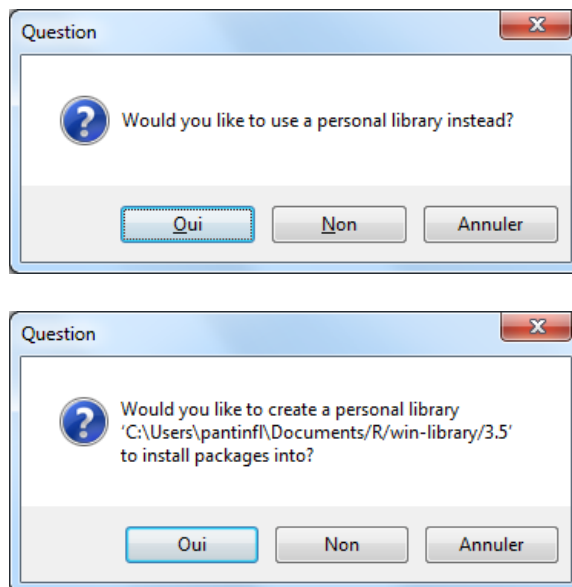 Question
Would you like to use a personal library instead?
Oui Non Annuler
Question
Would you like to create a personal library
'C:\Users\pantinfl\Documents/R/win-library/3.5'
to install packages into?
Oui Non Annuler